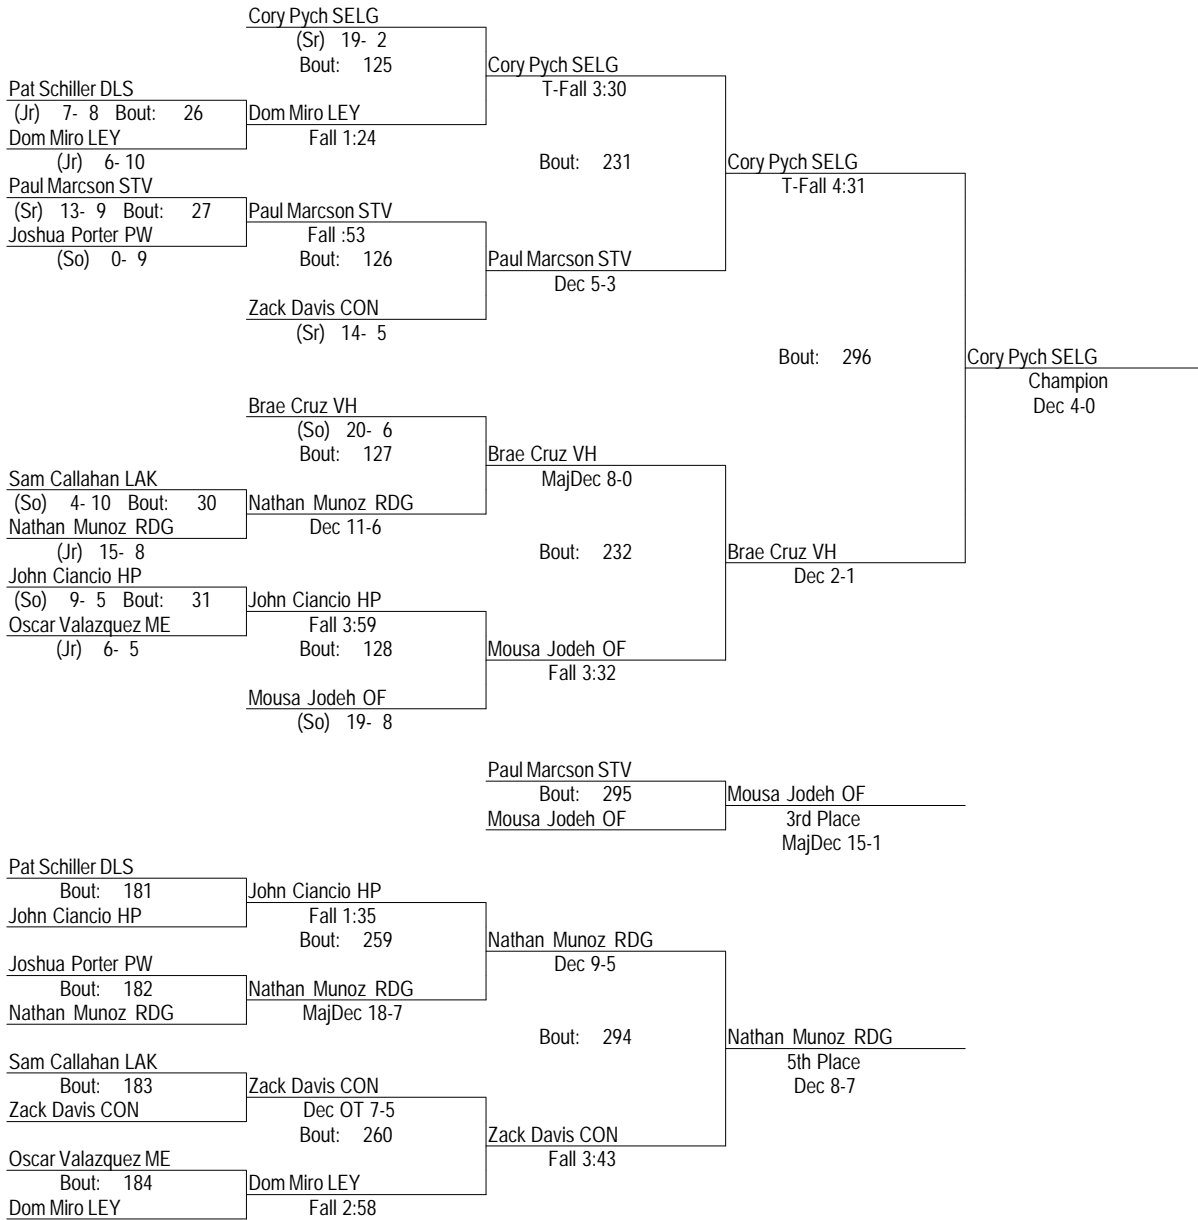 Cory Pych SELG
(Sr) 19- 2
Bout: 125
Cory Pych SELG
T-Fall 3:30
Pat Schiller DLS
(Jr) 7- 8 Bout: 26
Dom Miro LEY
Fall 1:24
Dom Miro LEY
(Jr) 6- 10
Bout: 231
Cory Pych SELG
T-Fall 4:31
Paul Marcson STV
(Sr) 13- 9 Bout: 27
Paul Marcson STV
Fall :53
Joshua Porter PW
(So) 0- 9
Bout: 126
Paul Marcson STV
Dec 5-3
Zack Davis CON
(Sr) 14- 5
Bout: 296
Cory Pych SELG
Champion
Dec 4-0
Brae Cruz VH
(So) 20- 6
Bout: 127
Brae Cruz VH
MajDec 8-0
Sam Callahan LAK
(So) 4- 10 Bout: 30
Nathan Munoz RDG
Dec 11-6
Nathan Munoz RDG
(Jr) 15- 8
Bout: 232
Brae Cruz VH
Dec 2-1
John Ciancio HP
(So) 9- 5 Bout: 31
John Ciancio HP
Fall 3:59
Oscar Valazquez ME
(Jr) 6- 5
Bout: 128
Mousa Jodeh OF
Fall 3:32
Mousa Jodeh OF
(So) 19- 8
Paul Marcson STV
Bout: 295
Mousa Jodeh OF
Mousa Jodeh OF
3rd Place
MajDec 15-1
Pat Schiller DLS
Bout: 181
John Ciancio HP
John Ciancio HP
Fall 1:35
Bout: 259
Nathan Munoz RDG
Dec 9-5
Joshua Porter PW
Bout: 182
Nathan Munoz RDG
Nathan Munoz RDG
MajDec 18-7
Bout: 294
Nathan Munoz RDG
5th Place
Dec 8-7
Sam Callahan LAK
Bout: 183
Zack Davis CON
Zack Davis CON
Dec OT 7-5
Bout: 260
Zack Davis CON
Fall 3:43
Oscar Valazquez ME
Bout: 184
Dom Miro LEY
Dom Miro LEY
Fall 2:58